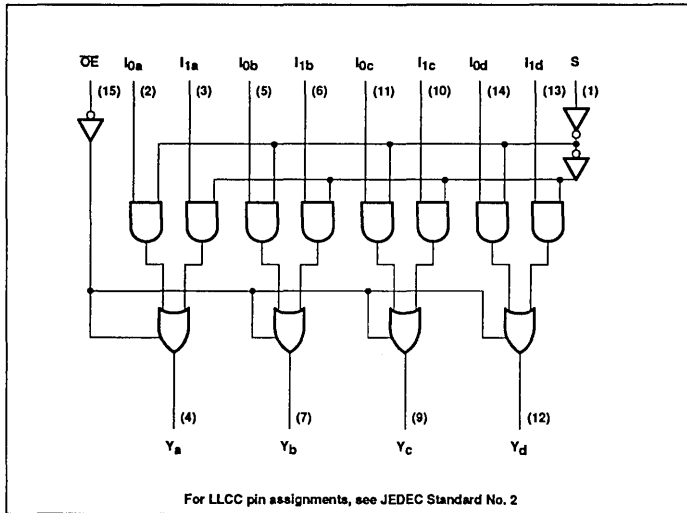 O̅E̅ I0a I1a I0b I1b I0c I1c I0d I1d S
(15) (2) (3) (5) (6) (11) (10) (14) (13) (1)
(4) (7) (9) (12)
Ya Yb Yc Yd
For LLCC pin assignments, see JEDEC Standard No. 2